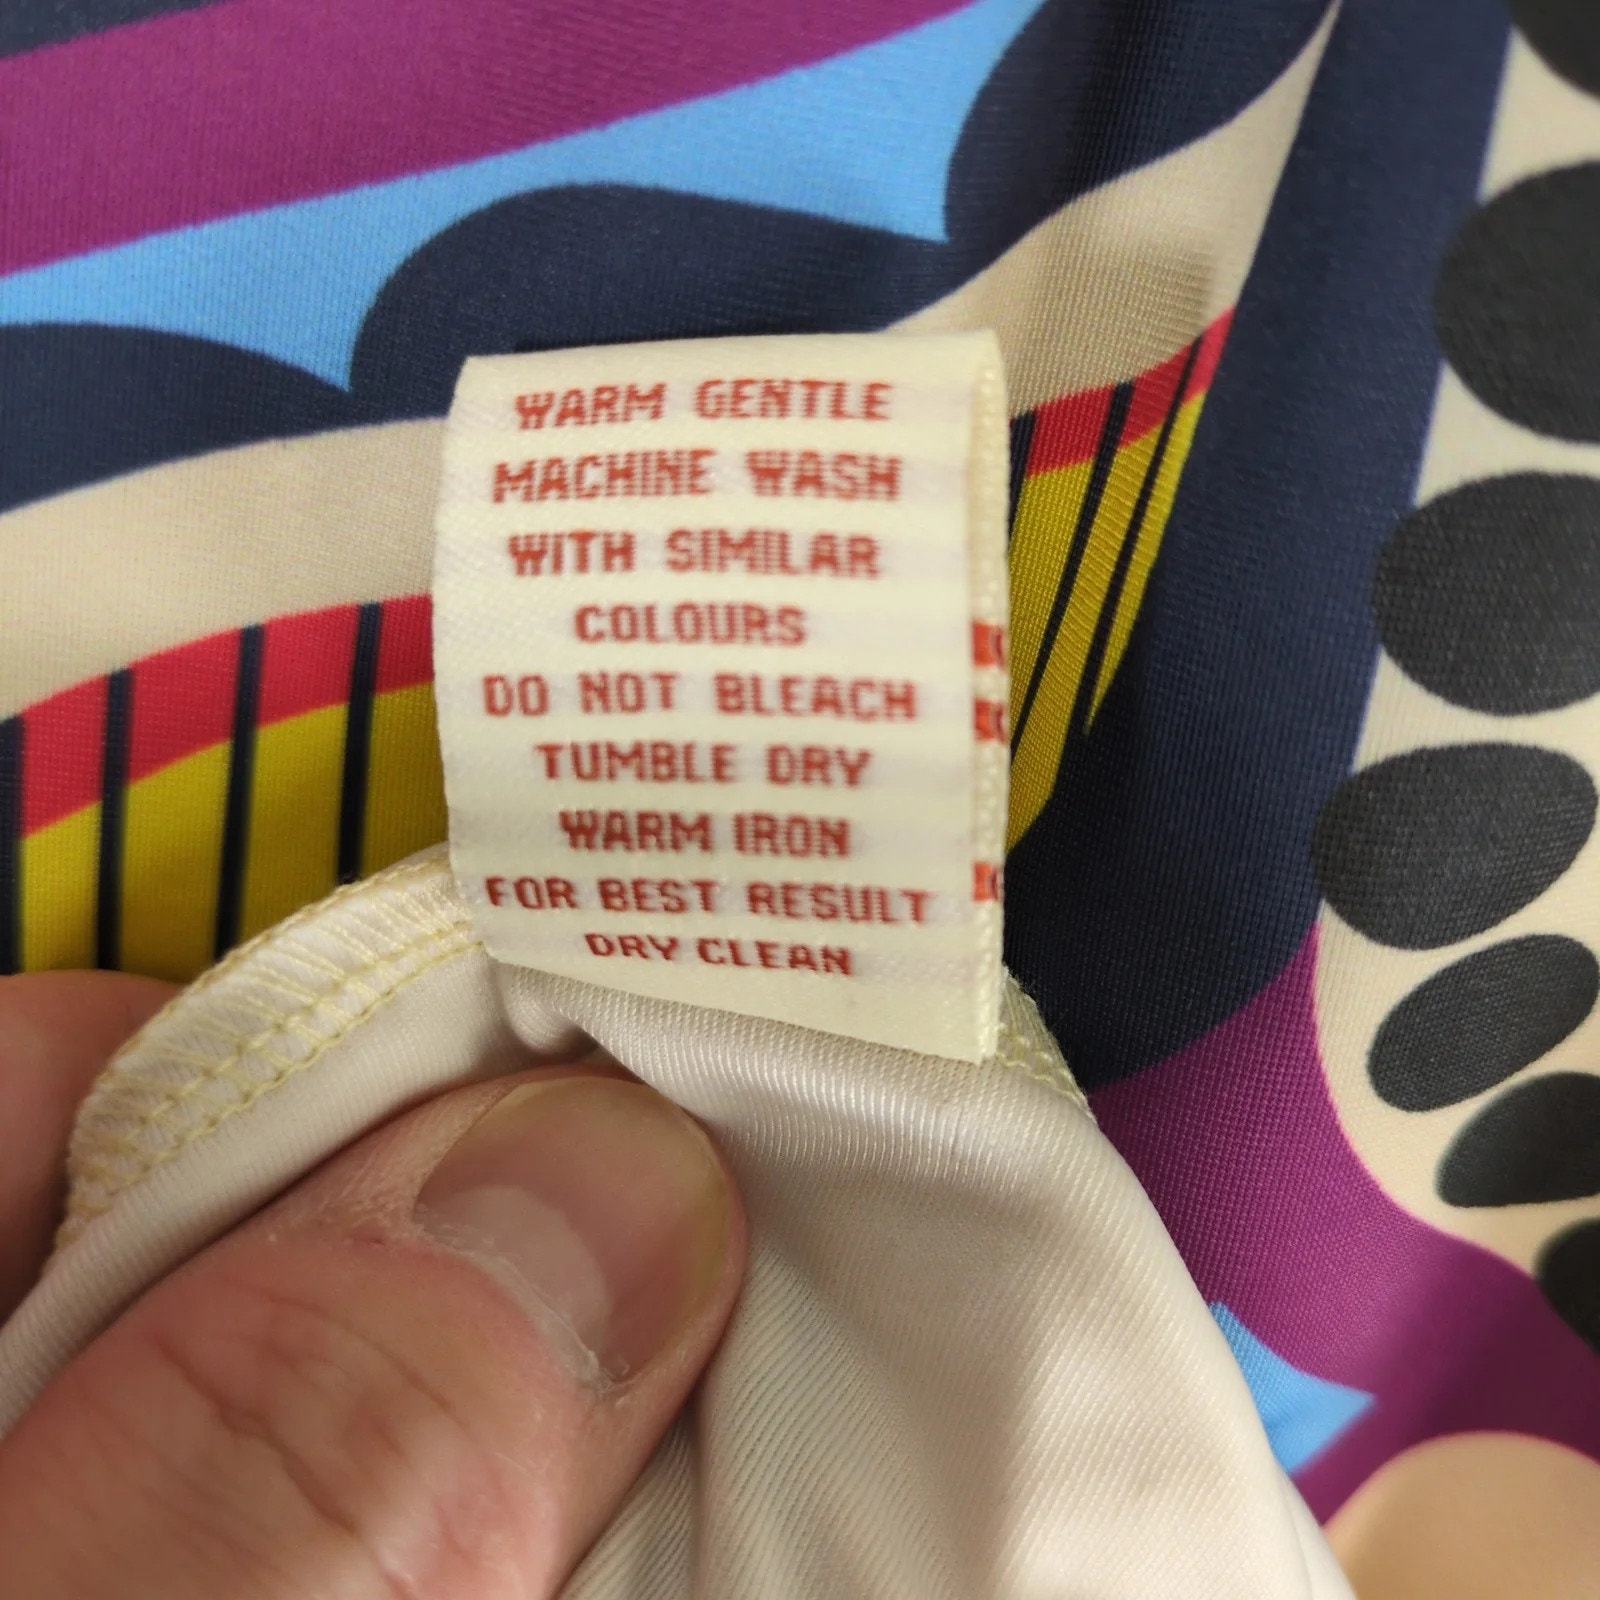 WARM GENTLE
MACHINE WASH
WITH SIMILAR
COLOURS
DO NOT BLEACH
TUMBLE DRY
WARM IRON
FOR BEST RESULT
DRY CLEAN